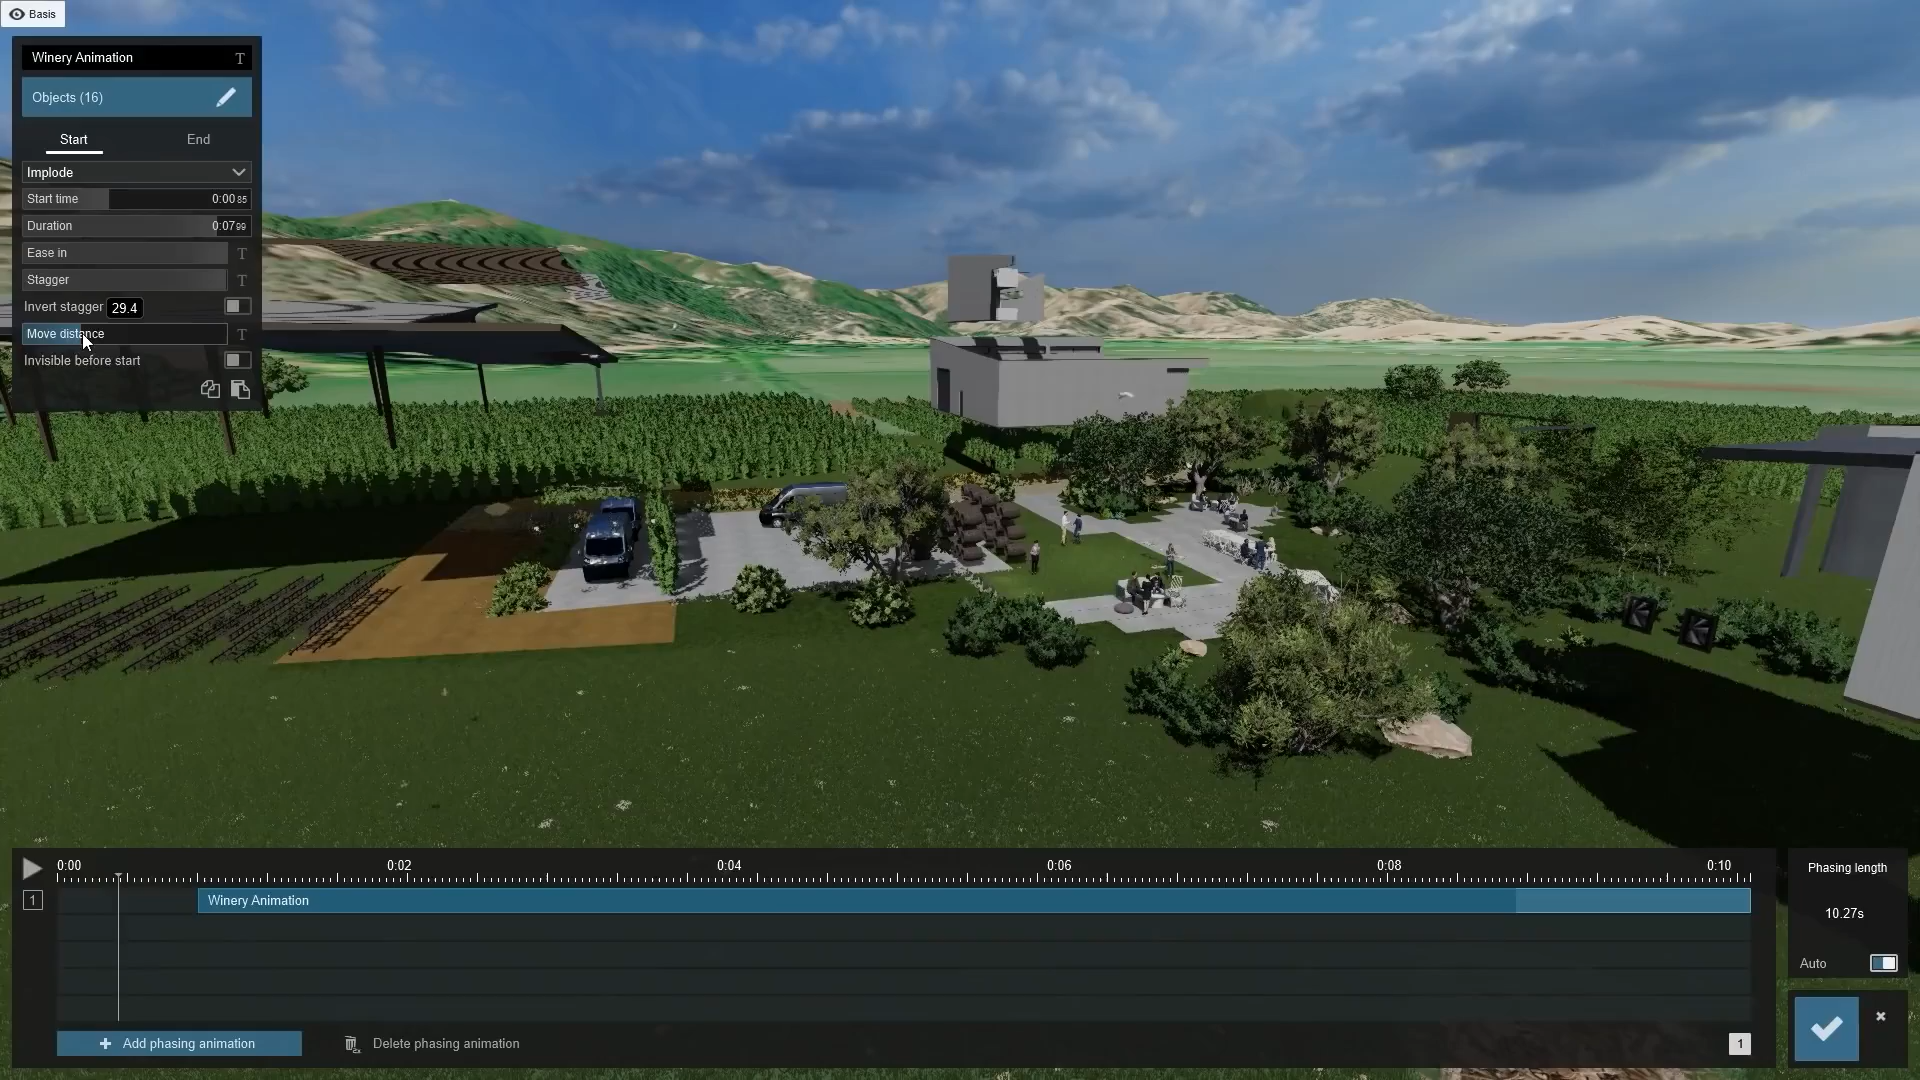 Basis
Winery Animation T
Objects (16)
Start End
Implode
Start time 0:00 85
Duration 0:07 99
Ease in T
Stagger T
Invert stagger 29.4
Move distance T
Invisible before start
0:00 0:02 0:04 0:06 0:08 0:10
1 Winery Animation
Phasing length
10.27s
Auto
+ Add phasing animation
Delete phasing animation
1